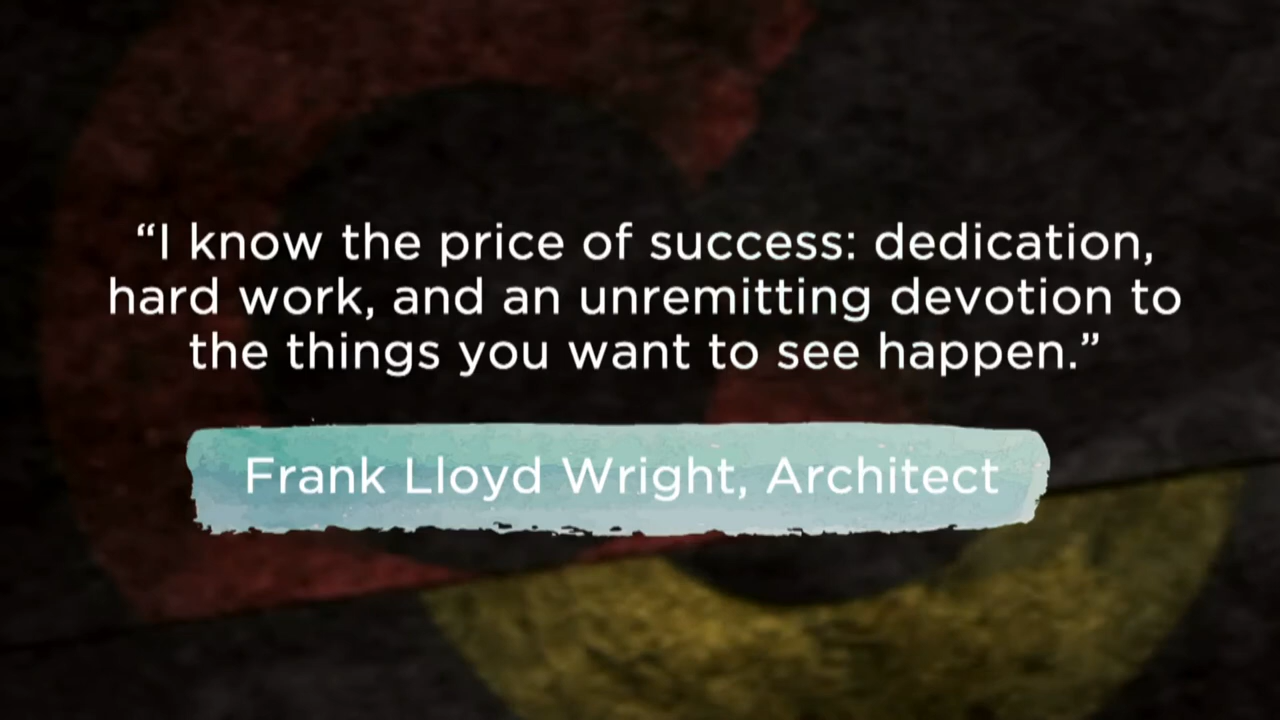 “I know the price of success: dedication,
hard work, and an unremitting devotion to
the things you want to see happen.”
Frank Lloyd Wright, Architect